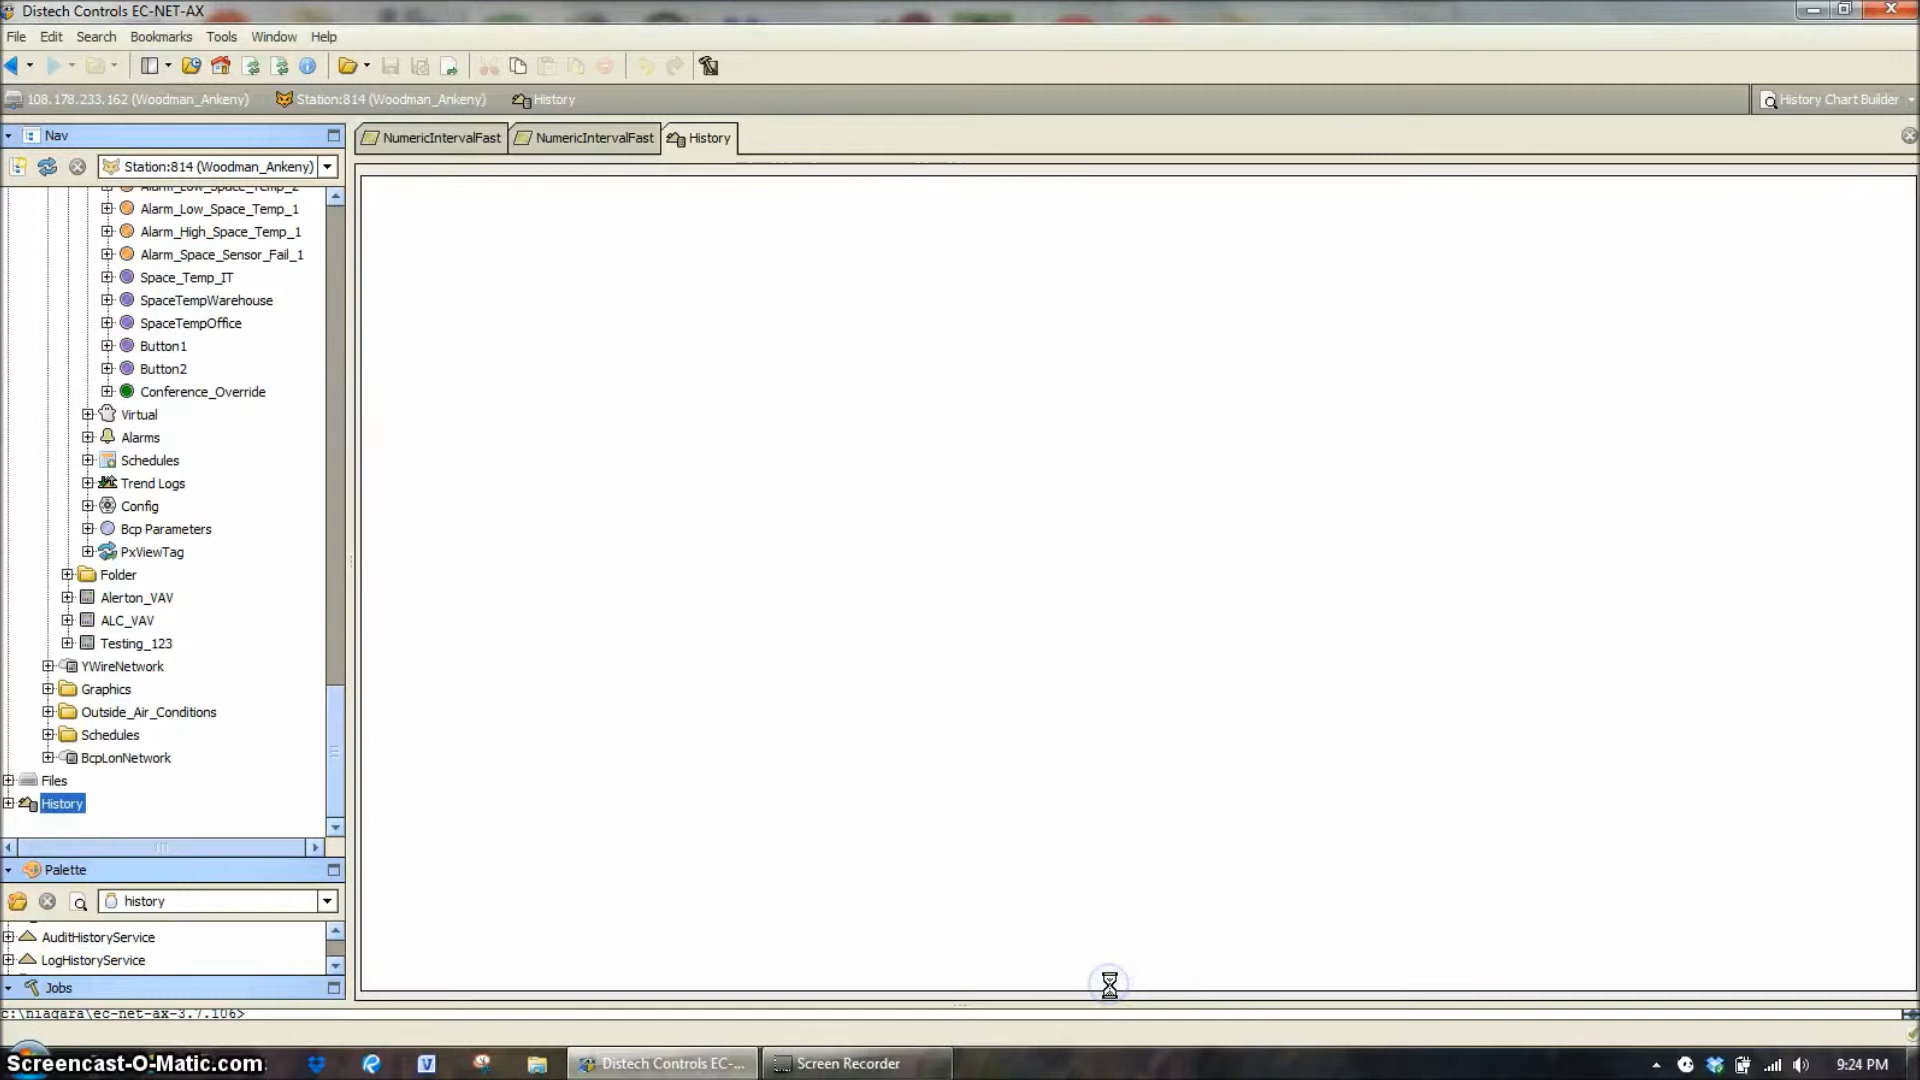 Distech Controls EC-NET-AX
File Edit Search Bookmarks Tools Window Help
108.178.233.162 (Woodman_Ankeny) Station:814 (Woodman_Ankeny) History History Chart Builder
Nav
NumericIntervalFast NumericIntervalFast History
Station:814 (Woodman_Ankeny)
Alarm_Low_Space_Temp_2
Alarm_Low_Space_Temp_1
Alarm_High_Space_Temp_1
Alarm_Space_Sensor_Fail_1
Space_Temp_IT
SpaceTempWarehouse
SpaceTempOffice
Button1
Button2
Conference_Override
Virtual
Alarms
Schedules
Trend Logs
Config
Bcp Parameters
PxViewTag
Folder
Alerton_VAV
ALC_VAV
Testing_123
YWireNetwork
Graphics
Outside_Air_Conditions
Schedules
BcpLonNetwork
Files
History
Palette
history
AuditHistoryService
LogHistoryService
Jobs
c:\niagara\ec-net-ax-3.7.106>
Screencast-O-Matic.com Distech Controls EC-... Screen Recorder 9:24 PM